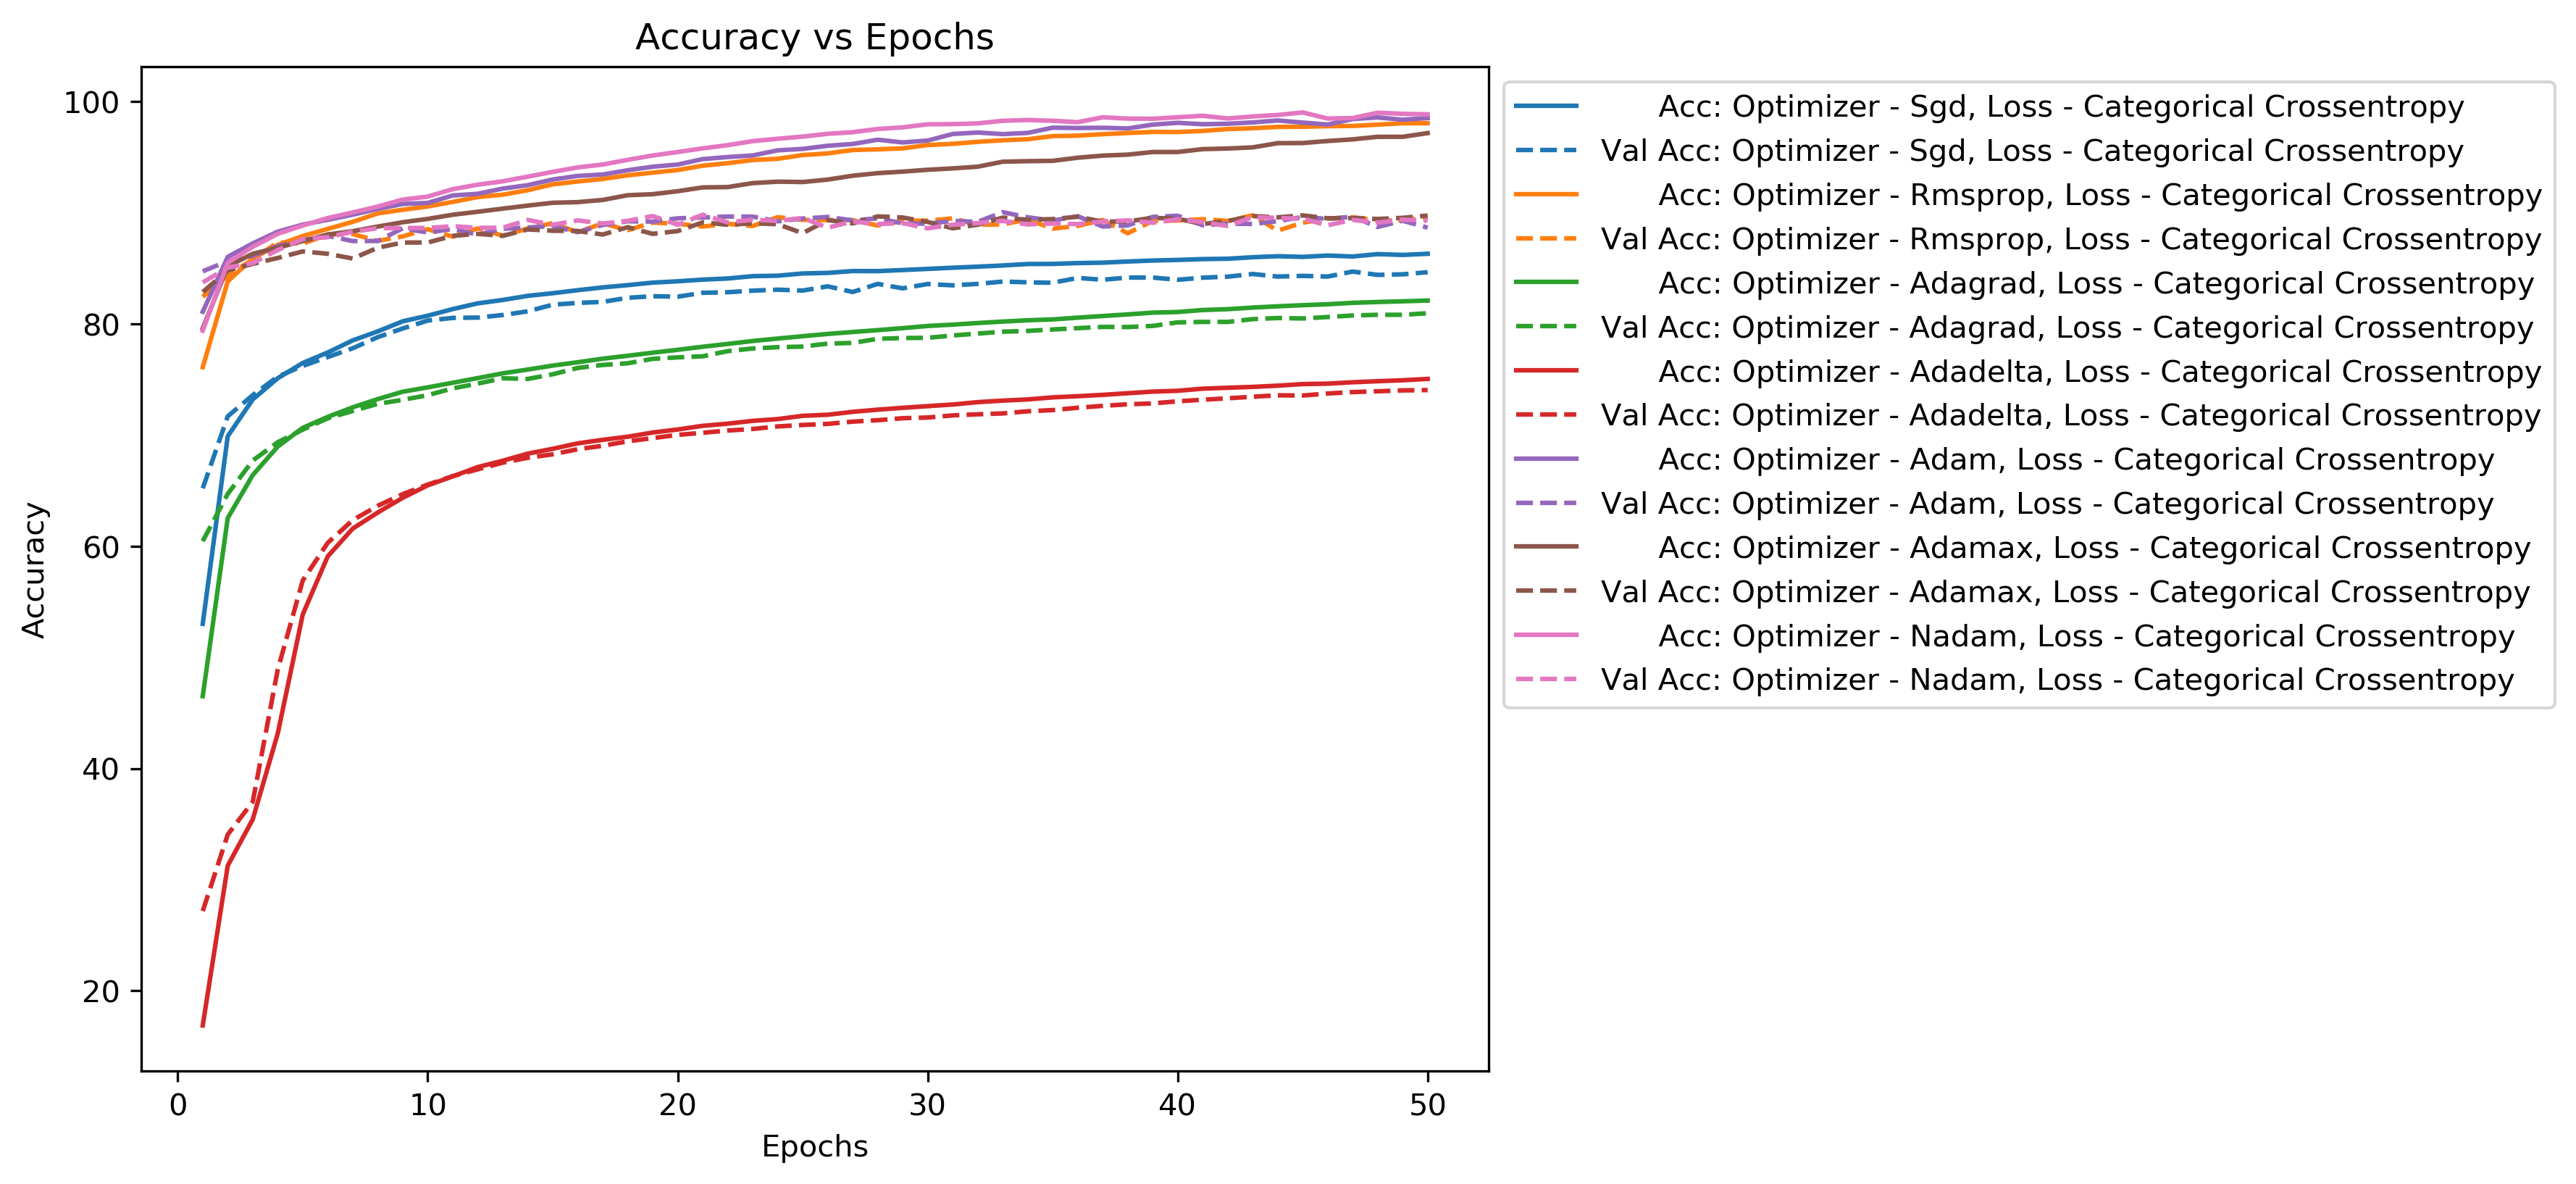 Accuracy vs Epochs
100
80
60
40
20
Accuracy
0
10
20
30
40
50
Epochs
Acc: Optimizer - Sgd, Loss - Categorical Crossentropy
Val Acc: Optimizer - Sgd, Loss - Categorical Crossentropy
Acc: Optimizer - Rmsprop, Loss - Categorical Crossentropy
Val Acc: Optimizer - Rmsprop, Loss - Categorical Crossentropy
Acc: Optimizer - Adagrad, Loss - Categorical Crossentropy
Val Acc: Optimizer - Adagrad, Loss - Categorical Crossentropy
Acc: Optimizer - Adadelta, Loss - Categorical Crossentropy
Val Acc: Optimizer - Adadelta, Loss - Categorical Crossentropy
Acc: Optimizer - Adam, Loss - Categorical Crossentropy
Val Acc: Optimizer - Adam, Loss - Categorical Crossentropy
Acc: Optimizer - Adamax, Loss - Categorical Crossentropy
Val Acc: Optimizer - Adamax, Loss - Categorical Crossentropy
Acc: Optimizer - Nadam, Loss - Categorical Crossentropy
Val Acc: Optimizer - Nadam, Loss - Categorical Crossentropy